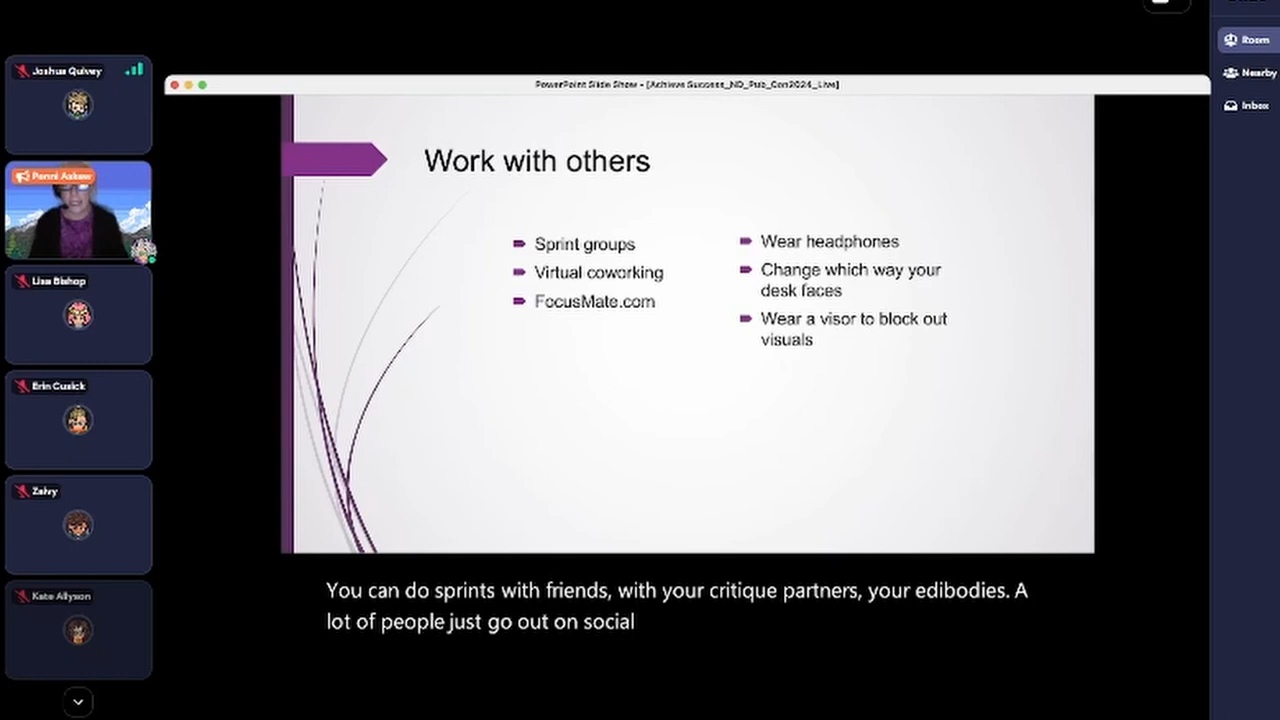 Joshua Quivey
Penni Askew
Lisa Bishop
Erin Cusick
Zelvy
Kate Allyson
PowerPoint Slide Show - [Achieve Success_ND_Pub_Con2024_Live]
Work with others
Sprint groups
Virtual coworking
FocusMate.com
Wear headphones
Change which way your
desk faces
Wear a visor to block out
visuals
You can do sprints with friends, with your critique partners, your edibodies. A
lot of people just go out on social
Room
Nearby
Inbox